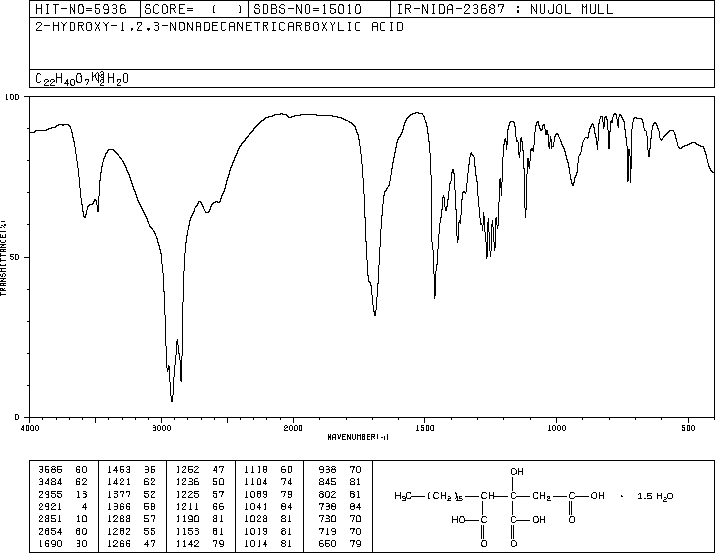 HIT-NO=5936 SCORE= ( ) SDBS-NO=15010 IR-NIDA-23687 : NUJOL MULL
2-HYDROXY-1,2,3-NONADECANETRICARBOXYLIC ACID
100
50
0
TRANSMITTANCE(%)
4000 3000 2000 1500 1000 500
WAVENUMBER(-1)
3585 60 1463 36 1252 47 1118 60 938 70
3484 62 1421 62 1236 50 1104 74 845 81
2955 13 1377 52 1225 57 1089 79 802 81
2921 4 1366 58 1211 66 1041 84 738 84
2851 10 1288 57 1190 81 1028 81 730 70
2654 60 1282 55 1153 81 1019 81 719 70
1690 30 1266 47 1142 79 1014 81 650 79
OH
H3C—(CH2)15—CH—C—CH2—C—OH · 1.5 H2O
HO—C C—OH O
O O